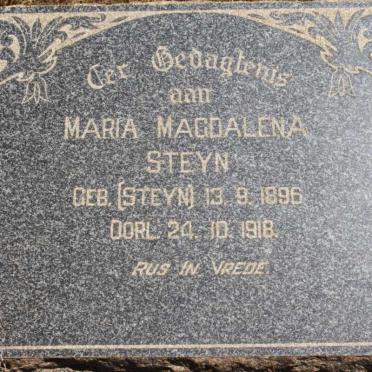 Ter Gedagtenis
aan
MARIA MAGDALENA
STEYN
GEB. (STEYN) 13. 9. 1896
OORL. 24. 10. 1918.
RUS IN VREDE.